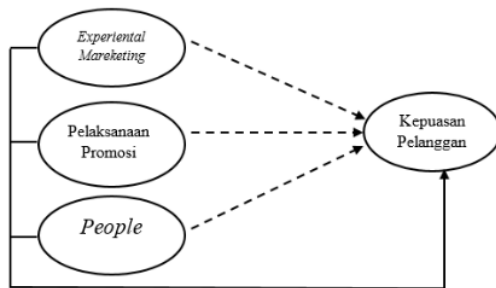 Experiental
Mareketing
Pelaksanaan
Promosi
People
Kepuasan
Pelanggan